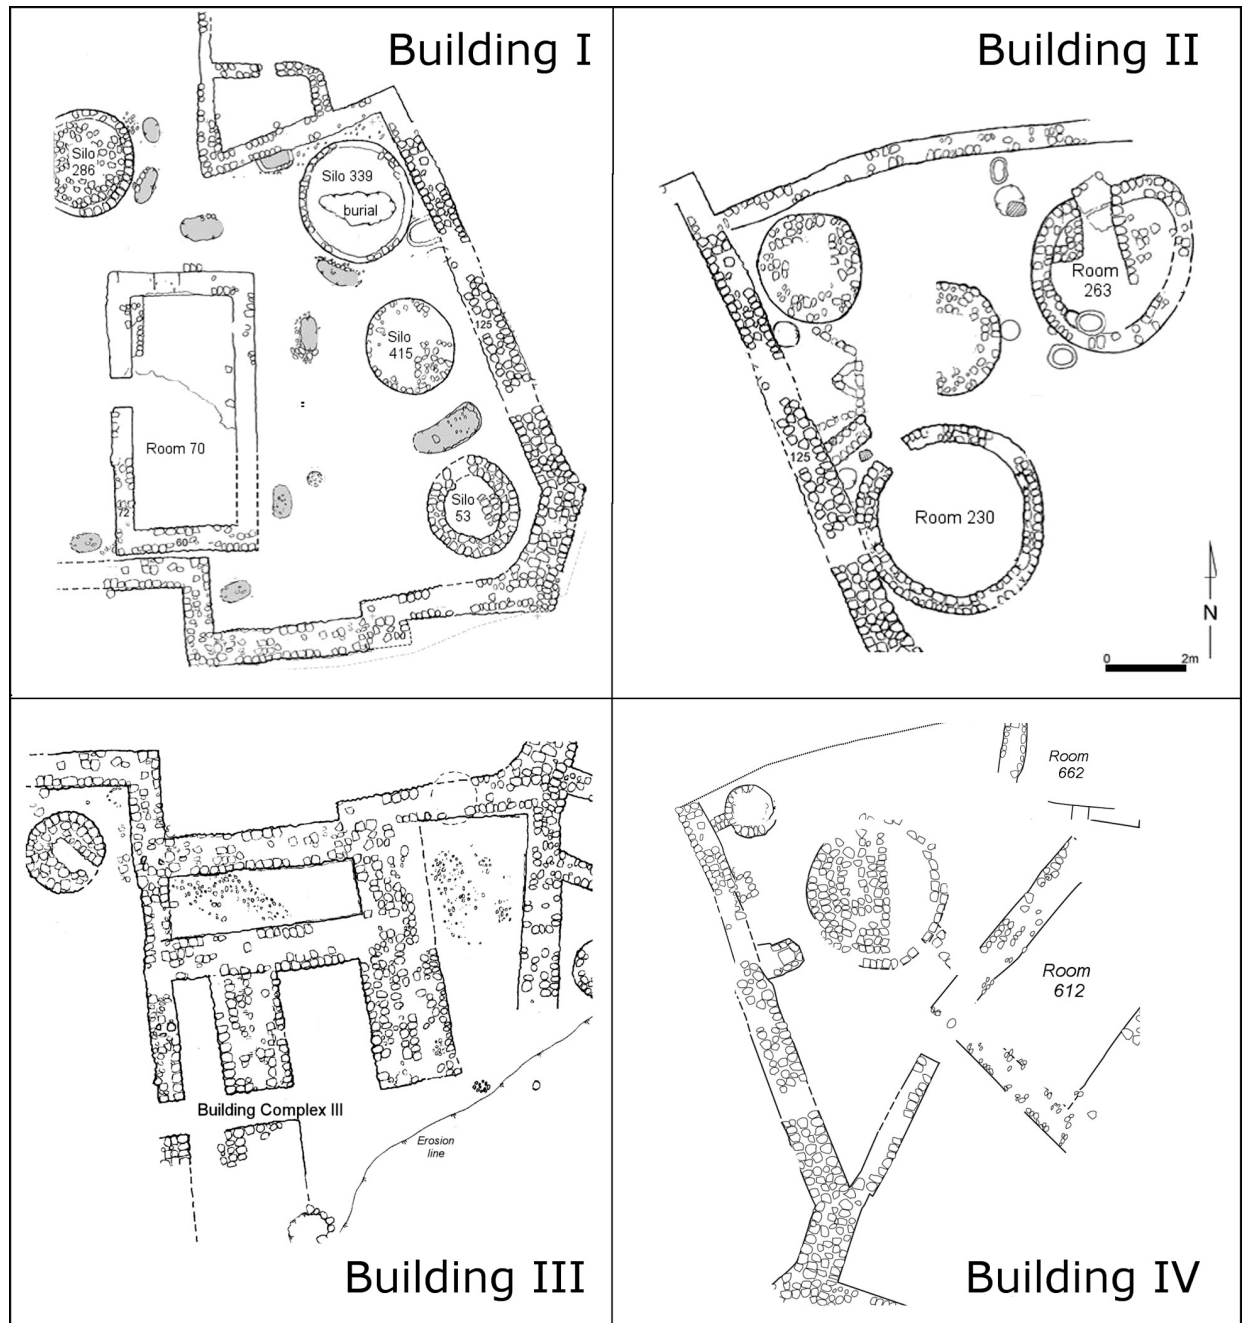 Building I
Silo
286
Silo 339
burial
125
Silo
415
Room 70
Silo
53
72
60
Building II
Room
263
125
Room 230
N
0 2m
Building Complex III
Erosion
line
Building III
Room
662
Room
612
Building IV